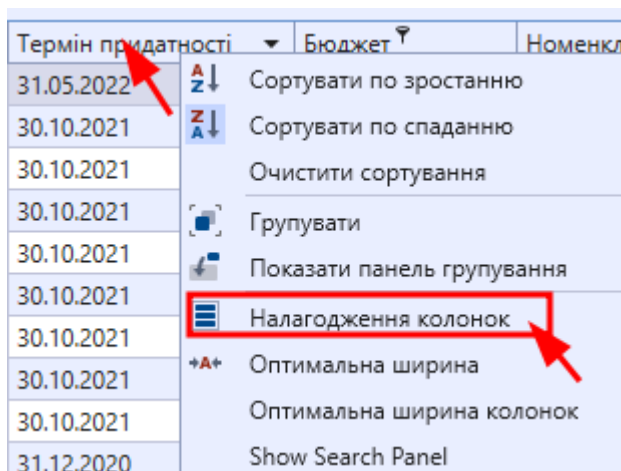 Термін придатності Бюджет Номенкл
31.05.2022
Сортувати по зростанню
30.10.2021
Сортувати по спаданню
30.10.2021
Очистити сортування
30.10.2021
Групувати
30.10.2021
Показати панель групування
30.10.2021
Налагодження колонок
30.10.2021
Оптимальна ширина
30.10.2021
Оптимальна ширина колонок
30.10.2021
Show Search Panel
31.12.2020